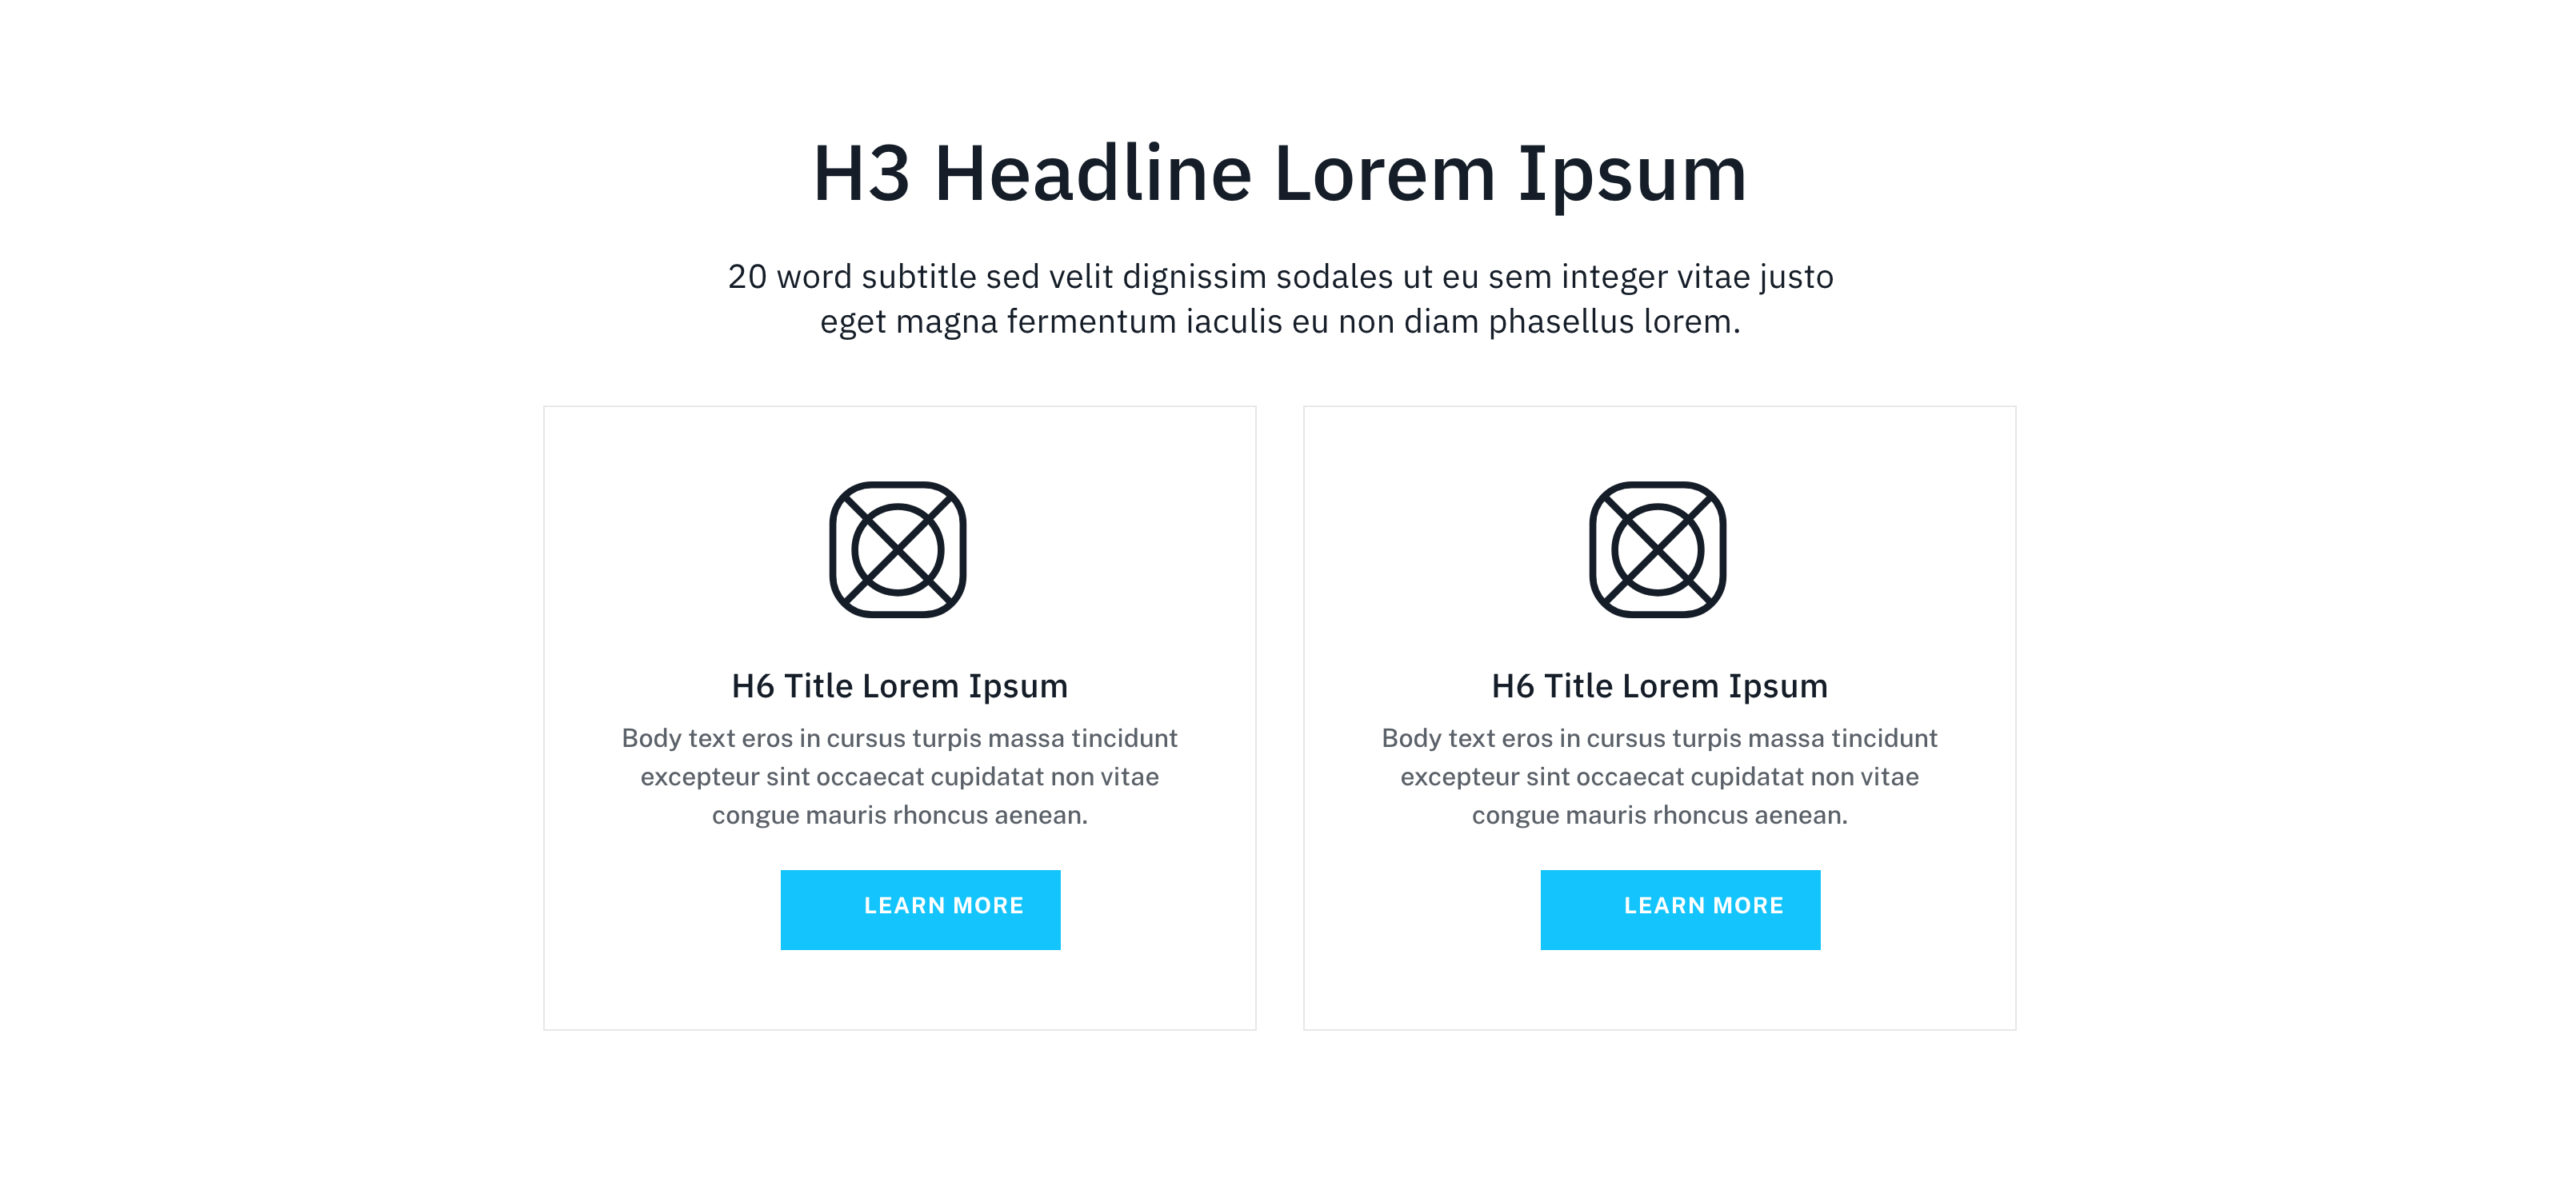 H3 Headline Lorem Ipsum
20 word subtitle sed velit dignissim sodales ut eu sem integer vitae justo
eget magna fermentum iaculis eu non diam phasellus lorem.
H6 Title Lorem Ipsum
Body text eros in cursus turpis massa tincidunt
excepteur sint occaecat cupidatat non vitae
congue mauris rhoncus aenean.
LEARN MORE
H6 Title Lorem Ipsum
Body text eros in cursus turpis massa tincidunt
excepteur sint occaecat cupidatat non vitae
congue mauris rhoncus aenean.
LEARN MORE